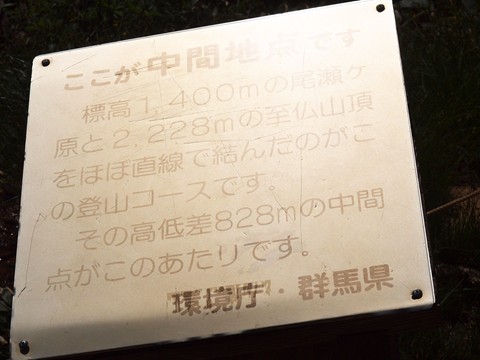 ここが中間地点です
標高1,400mの尾瀬ヶ
原と2,228mの至仏山頂
をほぼ直線で結んだのがこ
の登山コースです。
その高低差828mの中間
点がこのあたりです。
環境庁・群馬県